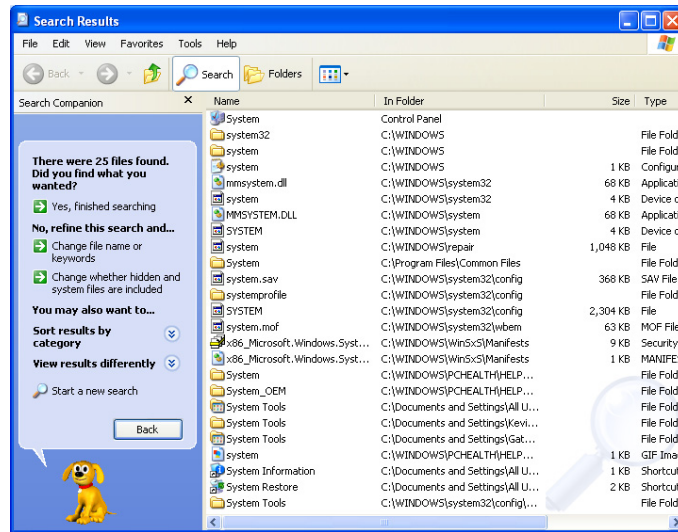 Search Results
File Edit View Favorites Tools Help
Back Search Folders
Search Companion
There were 25 files found.
Did you find what you
wanted?
Yes, finished searching
No, refine this search and...
Change file name or
keywords
Change whether hidden and
system files are included
You may also want to...
Sort results by
category
View results differently
Start a new search
Back
Name In Folder Size Type
System Control Panel
system32 C:\WINDOWS File Fold
system C:\WINDOWS File Fold
system C:\WINDOWS 1 KB Configur
mmsystem.dll C:\WINDOWS\system32 68 KB Applicati
system C:\WINDOWS\system32 4 KB Device d
MMSYSTEM.DLL C:\WINDOWS\system 68 KB Applicati
SYSTEM C:\WINDOWS\system 4 KB Device d
system C:\WINDOWS\repair 1,048 KB File
System C:\Program Files\Common Files File Fold
system.sav C:\WINDOWS\system32\config 368 KB SAV File
systemprofile C:\WINDOWS\system32\config File Fold
SYSTEM C:\WINDOWS\system32\config 2,304 KB File
system.mof C:\WINDOWS\system32\wbem 63 KB MOF File
x86_Microsoft.Windows.Syst... C:\WINDOWS\WinSxS\Manifests 9 KB Security
x86_Microsoft.Windows.Syst... C:\WINDOWS\WinSxS\Manifests 1 KB MANIFE
System C:\WINDOWS\PCHEALTH\HELP... File Fold
System_OEM C:\WINDOWS\PCHEALTH\HELP... File Fold
System Tools C:\Documents and Settings\All U... File Fold
System Tools C:\Documents and Settings\Kevi... File Fold
System Tools C:\Documents and Settings\Gat... File Fold
system C:\WINDOWS\PCHEALTH\HELP... 1 KB GIF Imag
System Information C:\Documents and Settings\All U... 1 KB Shortcut
System Restore C:\Documents and Settings\All U... 2 KB Shortcut
System Tools C:\WINDOWS\system32\config\... File Fold